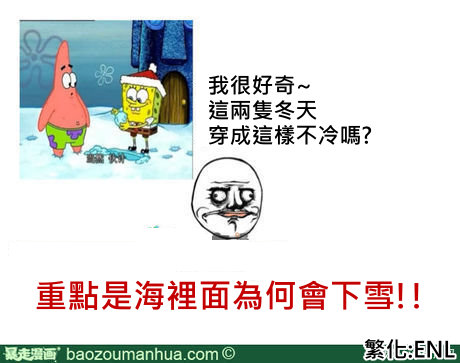 我很好奇~
這兩隻冬天
穿成這樣不冷嗎?
重點是海裡面為何會下雪!!
暴走漫画 baozoumanhua.com ©
繁化:ENL